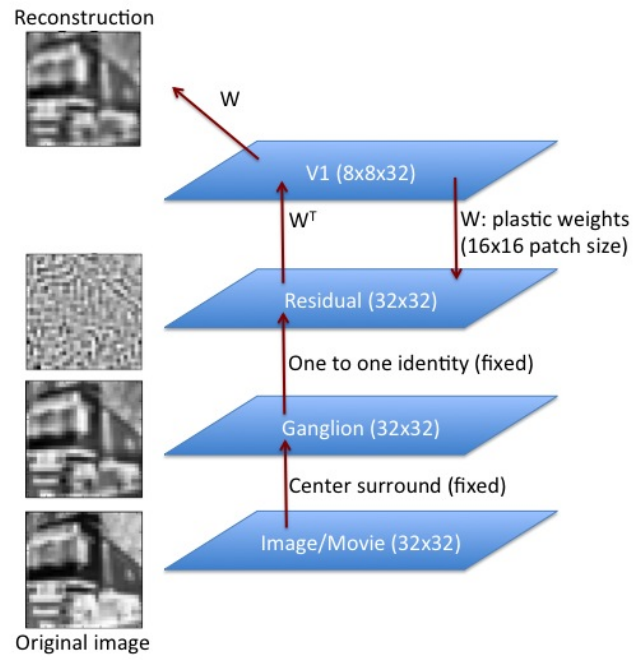 Reconstruction
W
V1 (8x8x32)
Wᵀ
W: plastic weights
(16x16 patch size)
Residual (32x32)
One to one identity (fixed)
Ganglion (32x32)
Center surround (fixed)
Image/Movie (32x32)
Original image